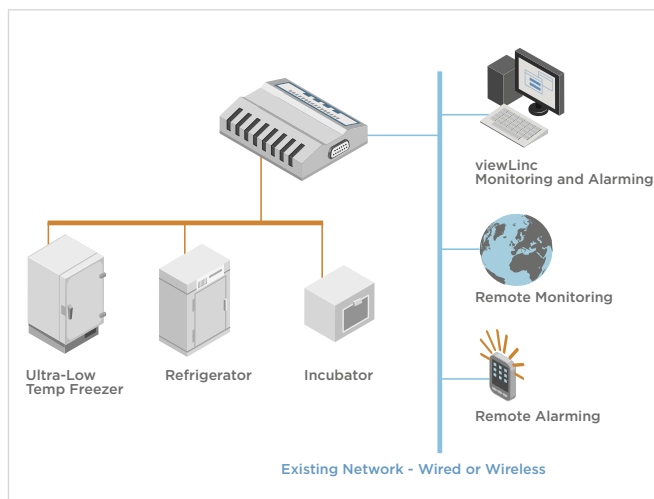 viewLinc
Monitoring and Alarming
Remote Monitoring
Ultra-Low
Temp Freezer
Refrigerator
Incubator
Remote Alarming
Existing Network - Wired or Wireless